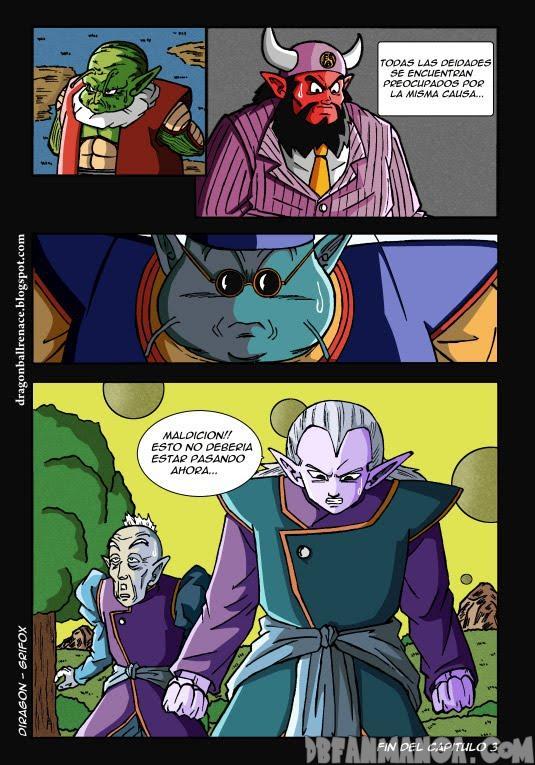 TODAS LAS DEIDADES
SE ENCUENTRAN
PREOCUPADOS POR
LA MISMA CAUSA...
dragonballrenace.blogspot.com
MALDICION!!
ESTO NO DEBERIA
ESTAR PASANDO
AHORA...
DIRAGON - GRIFOX
FIN DEL CAPITULO 3
DBFANMANGA.COM